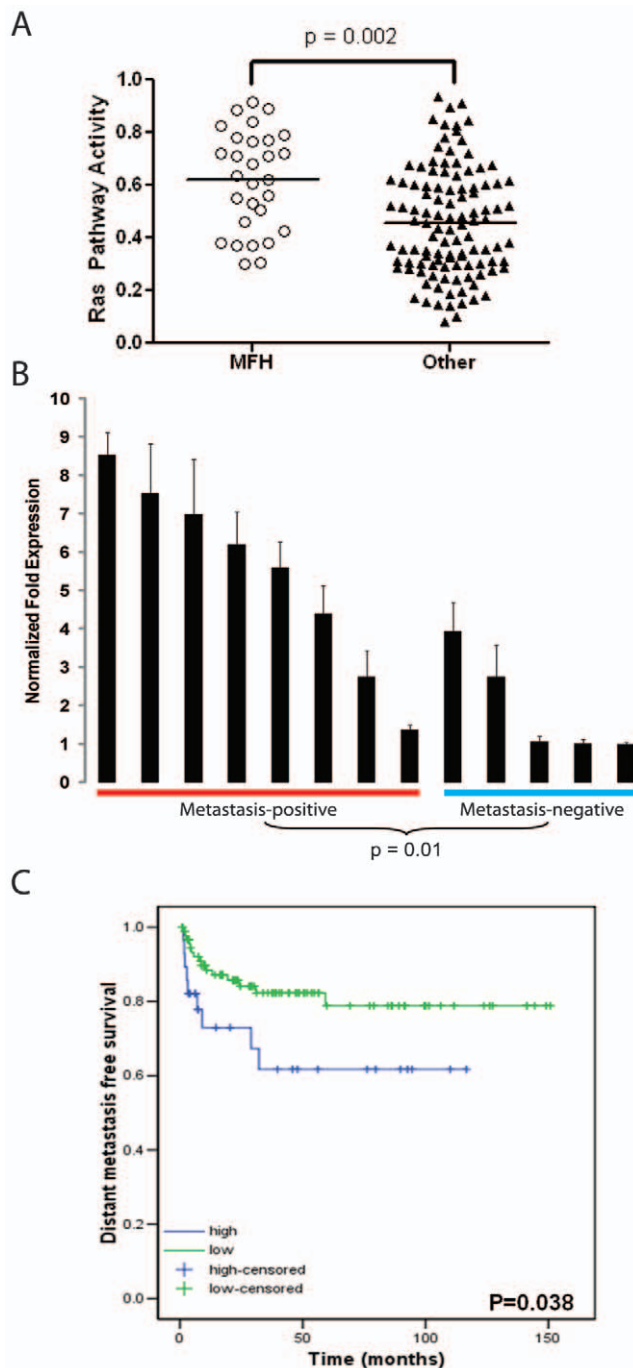 A
p = 0.002
Ras Pathway Activity
1.0
0.8
0.6
0.4
0.2
0.0
MFH
Other
B
Normalized Fold Expression
10
9
8
7
6
5
4
3
2
1
0
Metastasis-positive
Metastasis-negative
p = 0.01
C
Distant metastasis free survival
1.0
0.8
0.6
0.4
0.2
0.0
high
low
high-censored
low-censored
P=0.038
0
50
100
150
Time (months)